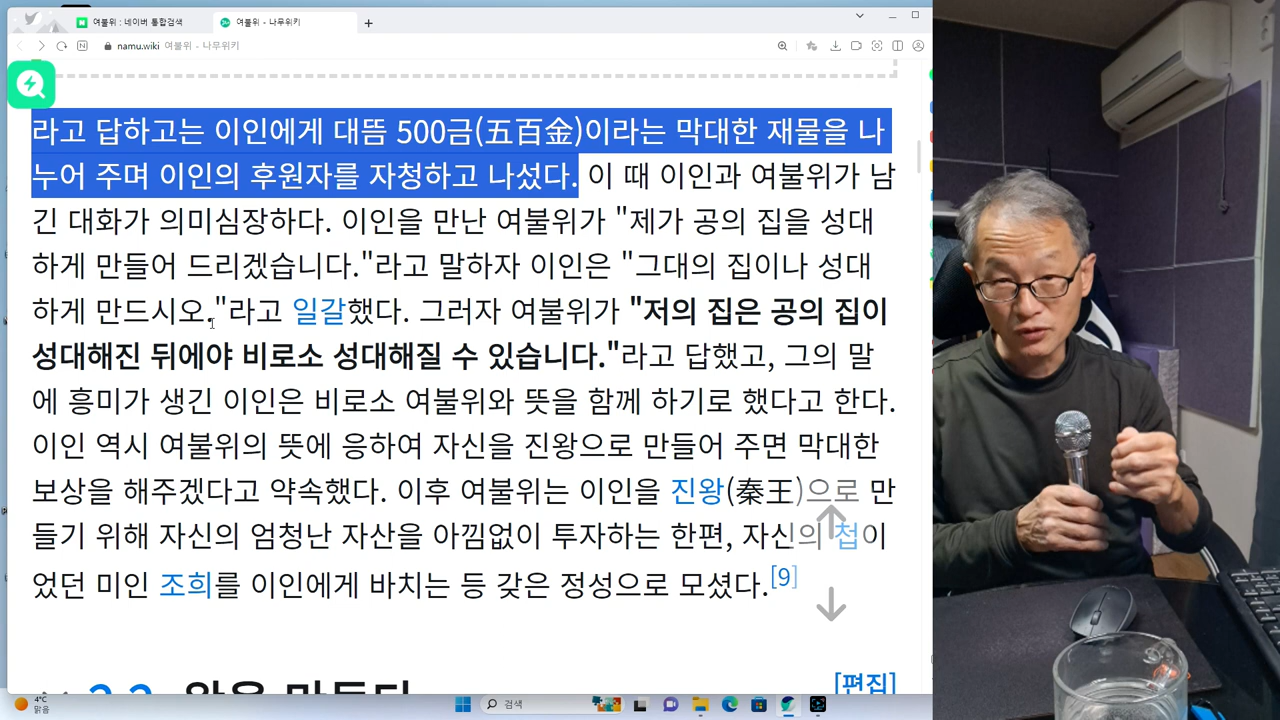 여불위 : 네이버 통합검색
여불위 - 나무위키
namu.wiki 여불위 - 나무위키
라고 답하고는 이인에게 대뜸 500금(五百金)이라는 막대한 재물을 나
누어 주며 이인의 후원자를 자청하고 나섰다. 이 때 이인과 여불위가 남
긴 대화가 의미심장하다. 이인을 만난 여불위가 "제가 공의 집을 성대
하게 만들어 드리겠습니다."라고 말하자 이인은 "그대의 집이나 성대
하게 만드시오."라고 일갈했다. 그러자 여불위가 "저의 집은 공의 집이
성대해진 뒤에야 비로소 성대해질 수 있습니다."라고 답했고, 그의 말
에 흥미가 생긴 이인은 비로소 여불위와 뜻을 함께 하기로 했다고 한다.
이인 역시 여불위의 뜻에 응하여 자신을 진왕으로 만들어 주면 막대한
보상을 해주겠다고 약속했다. 이후 여불위는 이인을 진왕(秦王)으로 만
들기 위해 자신의 엄청난 자산을 아낌없이 투자하는 한편, 자신의 첩이
었던 미인 조희를 이인에게 바치는 등 갖은 정성으로 모셨다.[9]
[편집]
4°C
맑음
검색